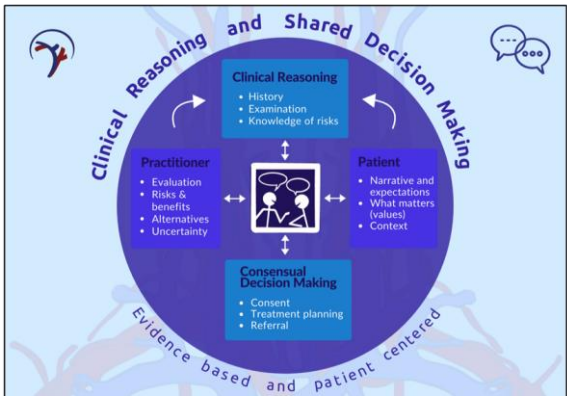 Clinical Reasoning and Shared Decision Making
Clinical Reasoning
• History
• Examination
• Knowledge of risks
Practitioner
• Evaluation
• Risks &
benefits
• Alternatives
• Uncertainty
Patient
• Narrative and
expectations
• What matters
(values)
• Context
Consensual
Decision Making
• Consent
• Treatment planning
• Referral
Evidence based and patient centered